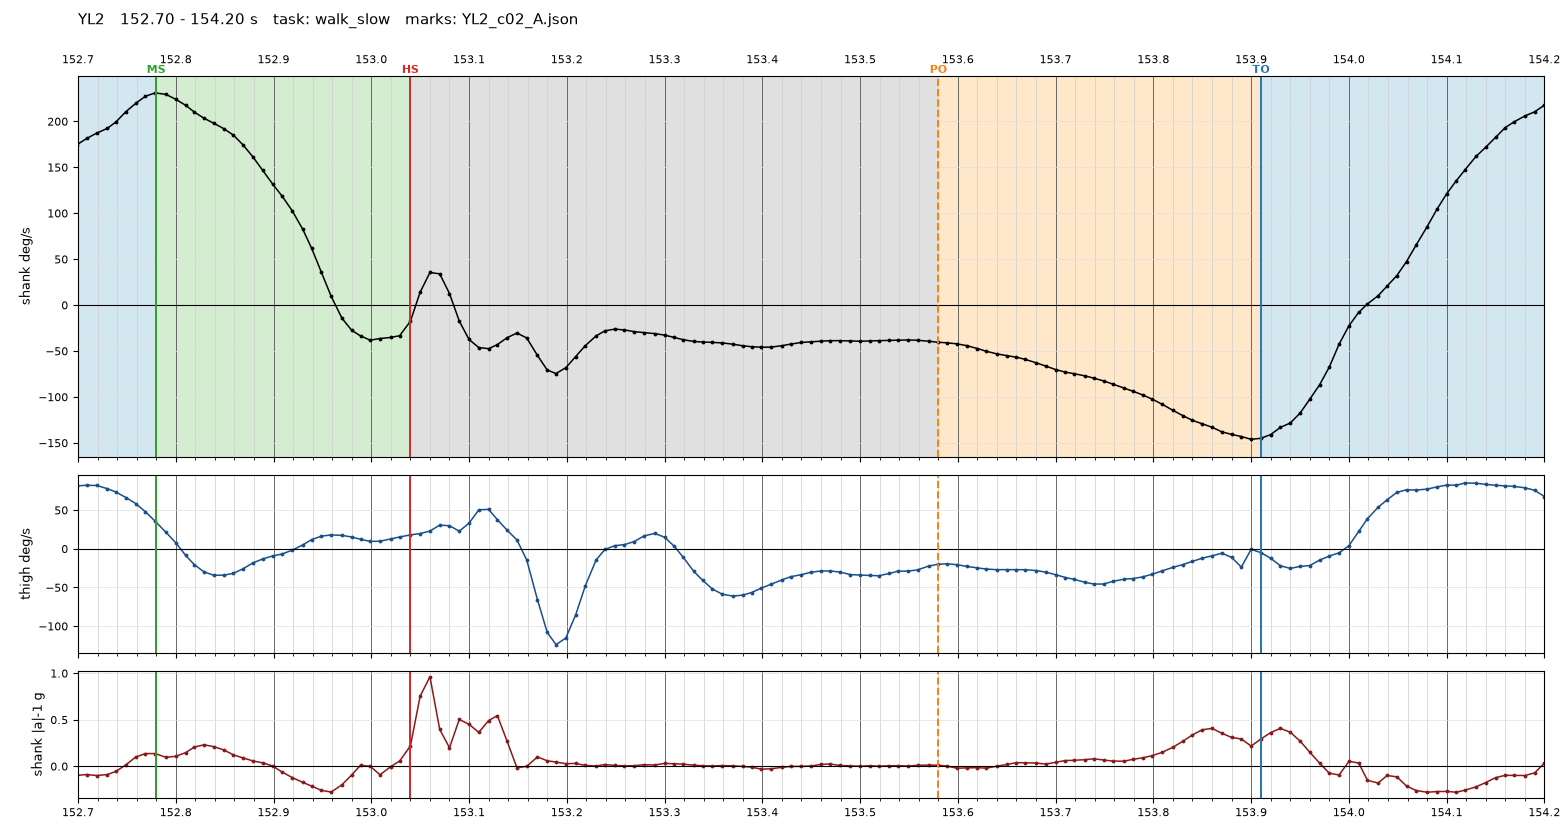 YL2   152.70 - 154.20 s   task: walk_slow   marks: YL2_c02_A.json
152.7 152.8 152.9 153.0 153.1 153.2 153.3 153.4 153.5 153.6 153.7 153.8 153.9 154.0 154.1 154.2
MS HS PO TO
shank deg/s
200
150
100
50
0
−50
−100
−150
thigh deg/s
50
0
−50
−100
shank |a|-1 g
1.0
0.5
0.0
152.7 152.8 152.9 153.0 153.1 153.2 153.3 153.4 153.5 153.6 153.7 153.8 153.9 154.0 154.1 154.2